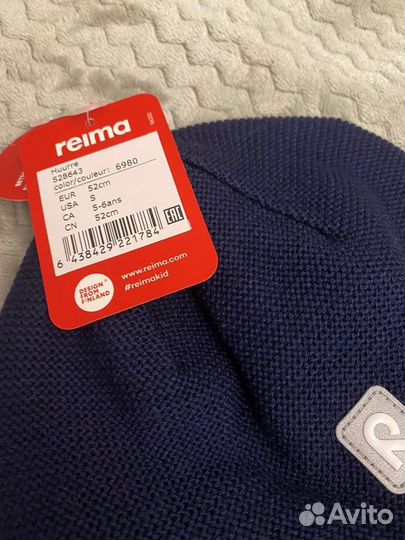 reima
Huurre
528643
color/couleur: 6980
EUR 52cm
USA S
CA 5-6ans
CN 52cm
EAC
6 438429 221784
www.reima.com
#reimakid
DESIGN
FROM
FINLAND
Avito